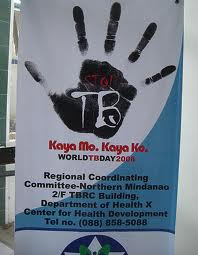 STOP
TB
Kaya Mo. Kaya Ko.
WORLDTBDAY2008
Regional Coordinating
Committee-Northern Mindanao
2/F TBRC Building,
Department of Health X
Center for Health Development
Tel no. (088) 858-5088